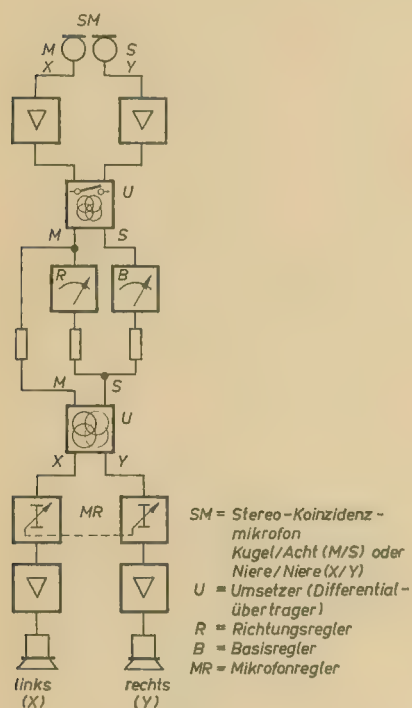 SM
M S
X Y
U
M S
R B
M S
U
X Y
MR
links rechts
(X) (Y)
SM = Stereo-Koinzidenz-
mikrofon
Kugel/Acht (M/S) oder
Niere/Niere (X/Y)
U = Umsetzer (Differential-
übertrager)
R = Richtungsregler
B = Basisregler
MR = Mikrofonregler